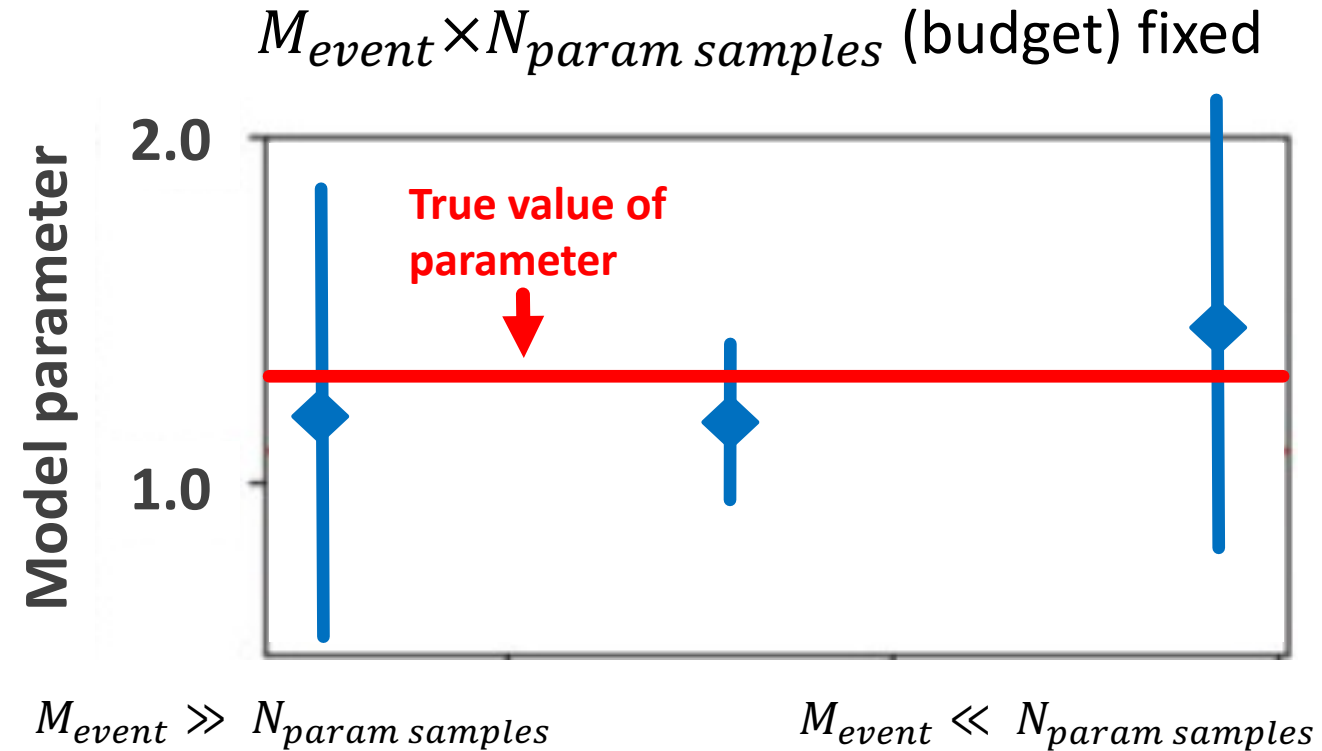 M_event × N_param samples (budget) fixed
2.0
True value of
parameter
Model parameter
1.0
M_event ≫ N_param samples
M_event ≪ N_param samples